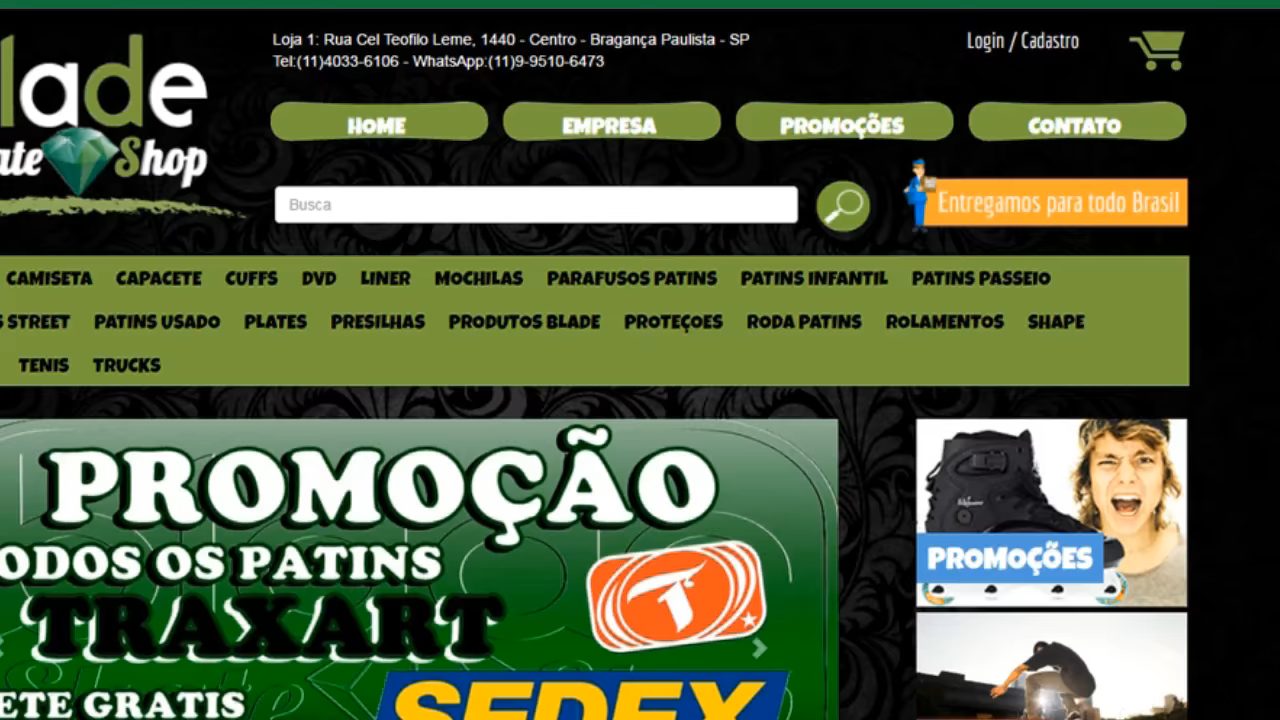 Loja 1: Rua Cel Teofilo Leme, 1440 - Centro - Bragança Paulista - SP
Tel:(11)4033-6106 - WhatsApp:(11)9-9510-6473
Login / Cadastro
lade
ate Shop
HOME EMPRESA PROMOÇÕES CONTATO
Busca
Entregamos para todo Brasil
CAMISETA CAPACETE CUFFS DVD LINER MOCHILAS PARAFUSOS PATINS PATINS INFANTIL PATINS PASSEIO
S STREET PATINS USADO PLATES PRESILHAS PRODUTOS BLADE PROTEÇOES RODA PATINS ROLAMENTOS SHAPE
TENIS TRUCKS
PROMOÇÃO
ODOS OS PATINS
TRAXART
T
ETE GRATIS
SEDEX
PROMOÇÕES